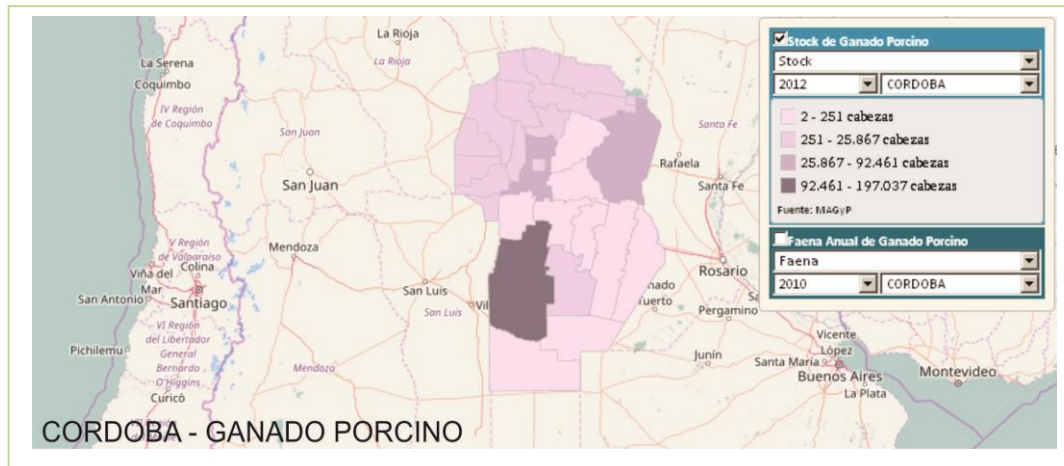 La Rioja
La Rioja
La Serena
Coquimbo
IV Región
de Coquimbo
San Juan
San Juan
Santa Fe
Rafaela
Santa Fe
V Región
de Valparaíso
Viña del
Mar
Colina
San Antonio
Santiago
Mendoza
San Luis
San Luis
Rosario
Pergamino
VI Región
del Libertador
General
Bernardo
O'Higgins
Pichilemu
Curicó
Mendoza
Junín
Vicente
López
Santa María
Buenos Aires
La Plata
Montevideo
CORDOBA - GANADO PORCINO
Stock de Ganado Porcino
Stock
2012 CORDOBA
2 - 251 cabezas
251 - 25.867 cabezas
25.867 - 92.461 cabezas
92.461 - 197.037 cabezas
Fuente: MAGyP
Faena Anual de Ganado Porcino
Faena
2010 CORDOBA